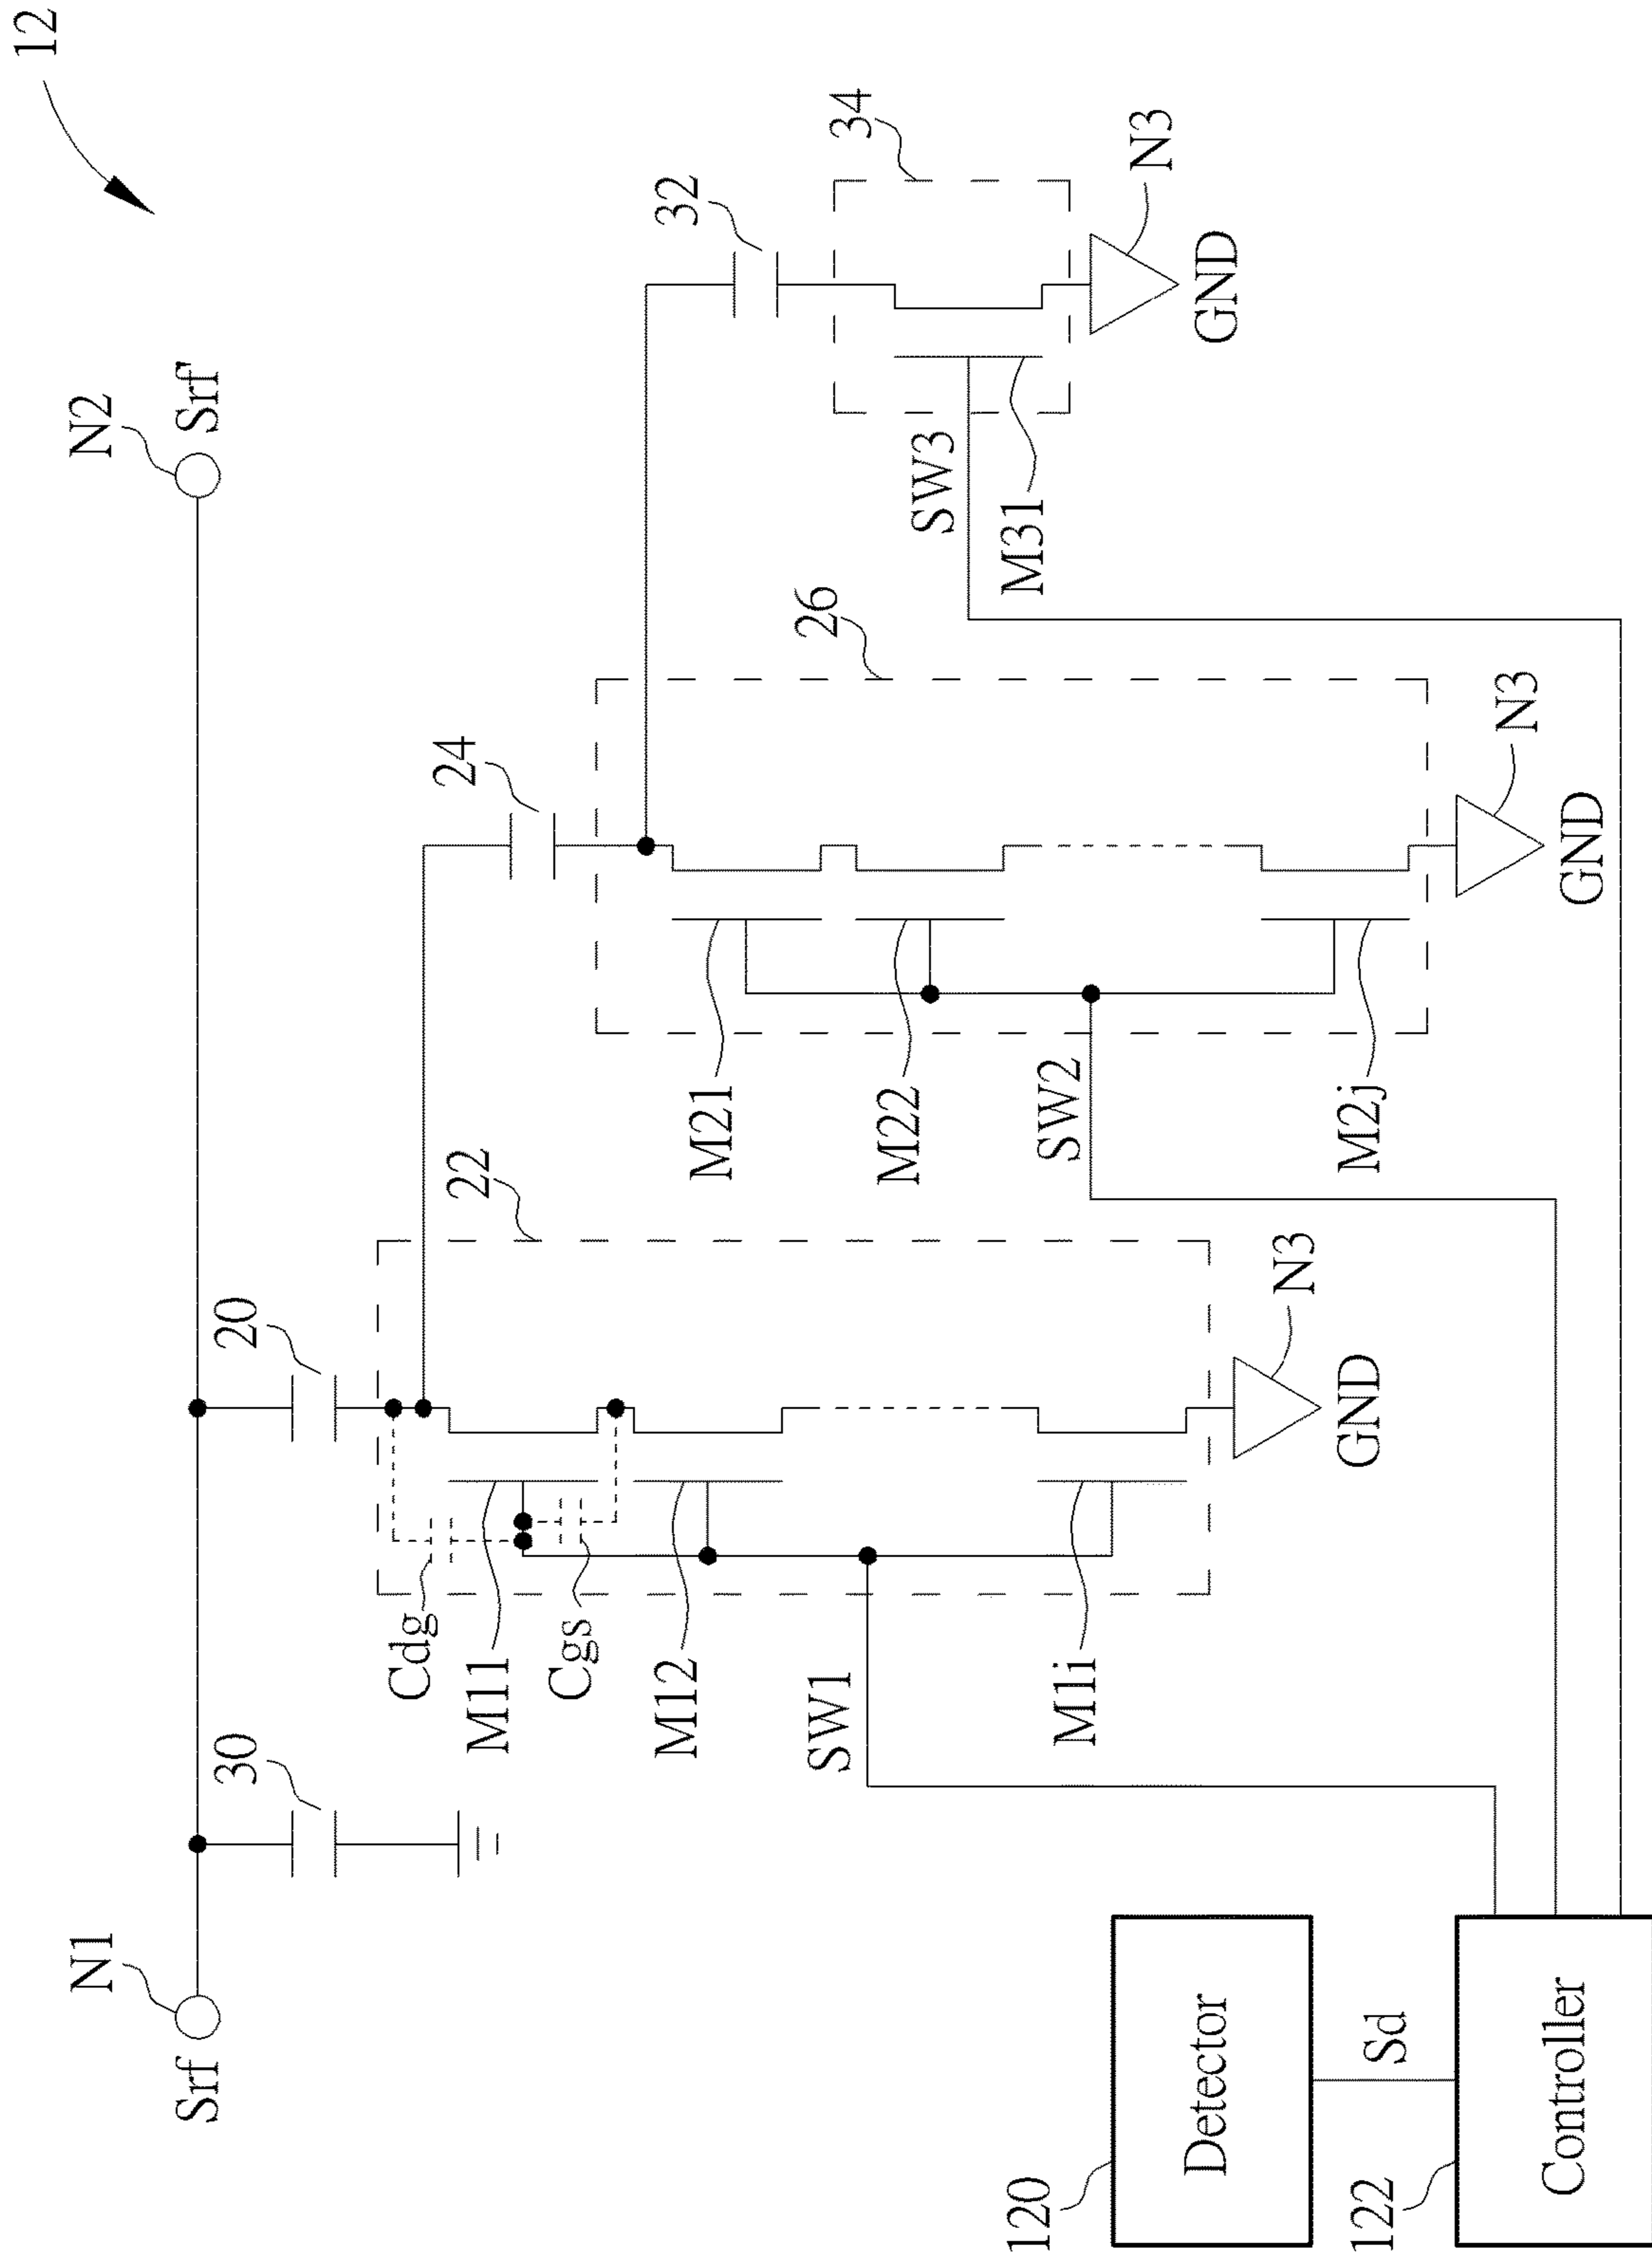 12
N1
Srf
N2
Srf'
30
20
24
32
22
26
34
Cdg
M11
Cgs
M12
SW1
M1i
N3
GND
M21
M22
SW2
M2j
N3
GND
SW3
M31
N3
GND
120
Detector
Sd
122
Controller